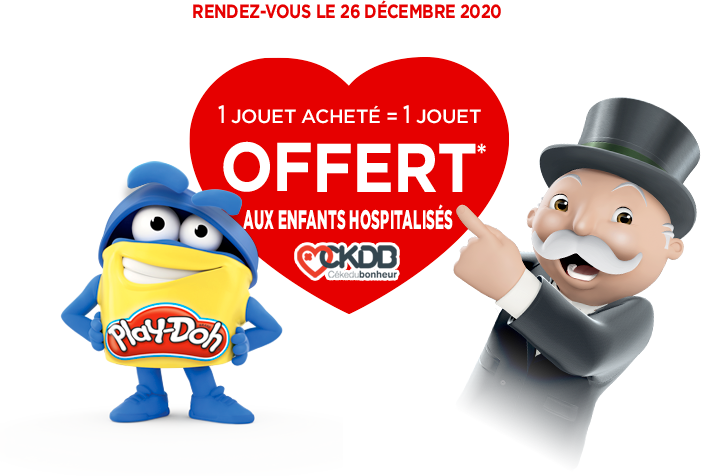 RENDEZ-VOUS LE 26 DÉCEMBRE 2020
1 JOUET ACHETÉ = 1 JOUET
OFFERT*
AUX ENFANTS HOSPITALISÉS
CKDB
Cékedubonheur
PLAY-DOH